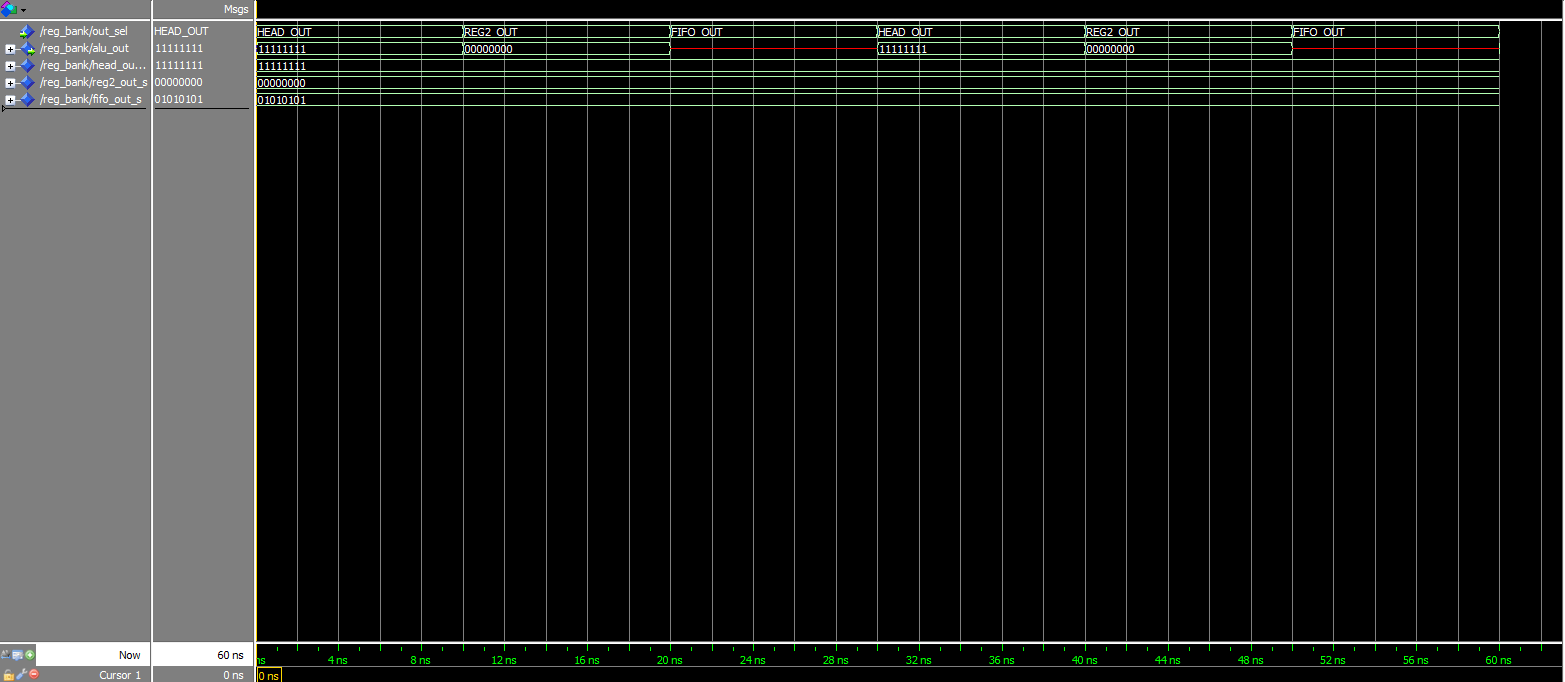 Msgs
/reg_bank/out_sel HEAD_OUT HEAD_OUT REG2_OUT FIFO_OUT HEAD_OUT REG2_OUT FIFO_OUT
/reg_bank/alu_out 11111111 11111111 00000000 11111111 00000000
/reg_bank/head_ou... 11111111 11111111
/reg_bank/reg2_out_s 00000000 00000000
/reg_bank/fifo_out_s 01010101 01010101
Now 60 ns ns 4 ns 8 ns 12 ns 16 ns 20 ns 24 ns 28 ns 32 ns 36 ns 40 ns 44 ns 48 ns 52 ns 56 ns 60 ns
Cursor 1 0 ns 0 ns